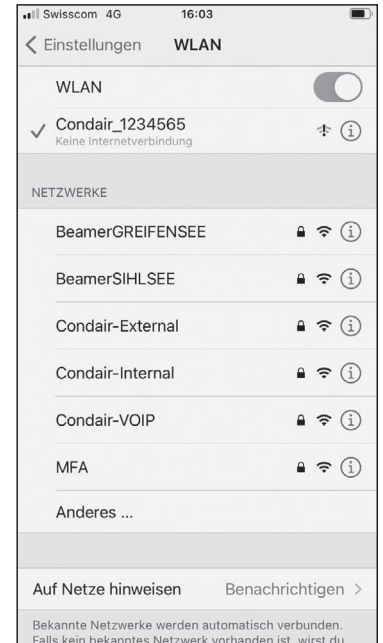 Swisscom 4G 16:03
Einstellungen WLAN
WLAN
Condair_1234565
Keine Internetverbindung
NETZWERKE
BeamerGREIFENSEE
BeamerSIHLSEE
Condair-External
Condair-Internal
Condair-VOIP
MFA
Anderes ...
Auf Netze hinweisen Benachrichtigen
Bekannte Netzwerke werden automatisch verbunden.
Falls kein bekanntes Netzwerk vorhanden ist, wirst du